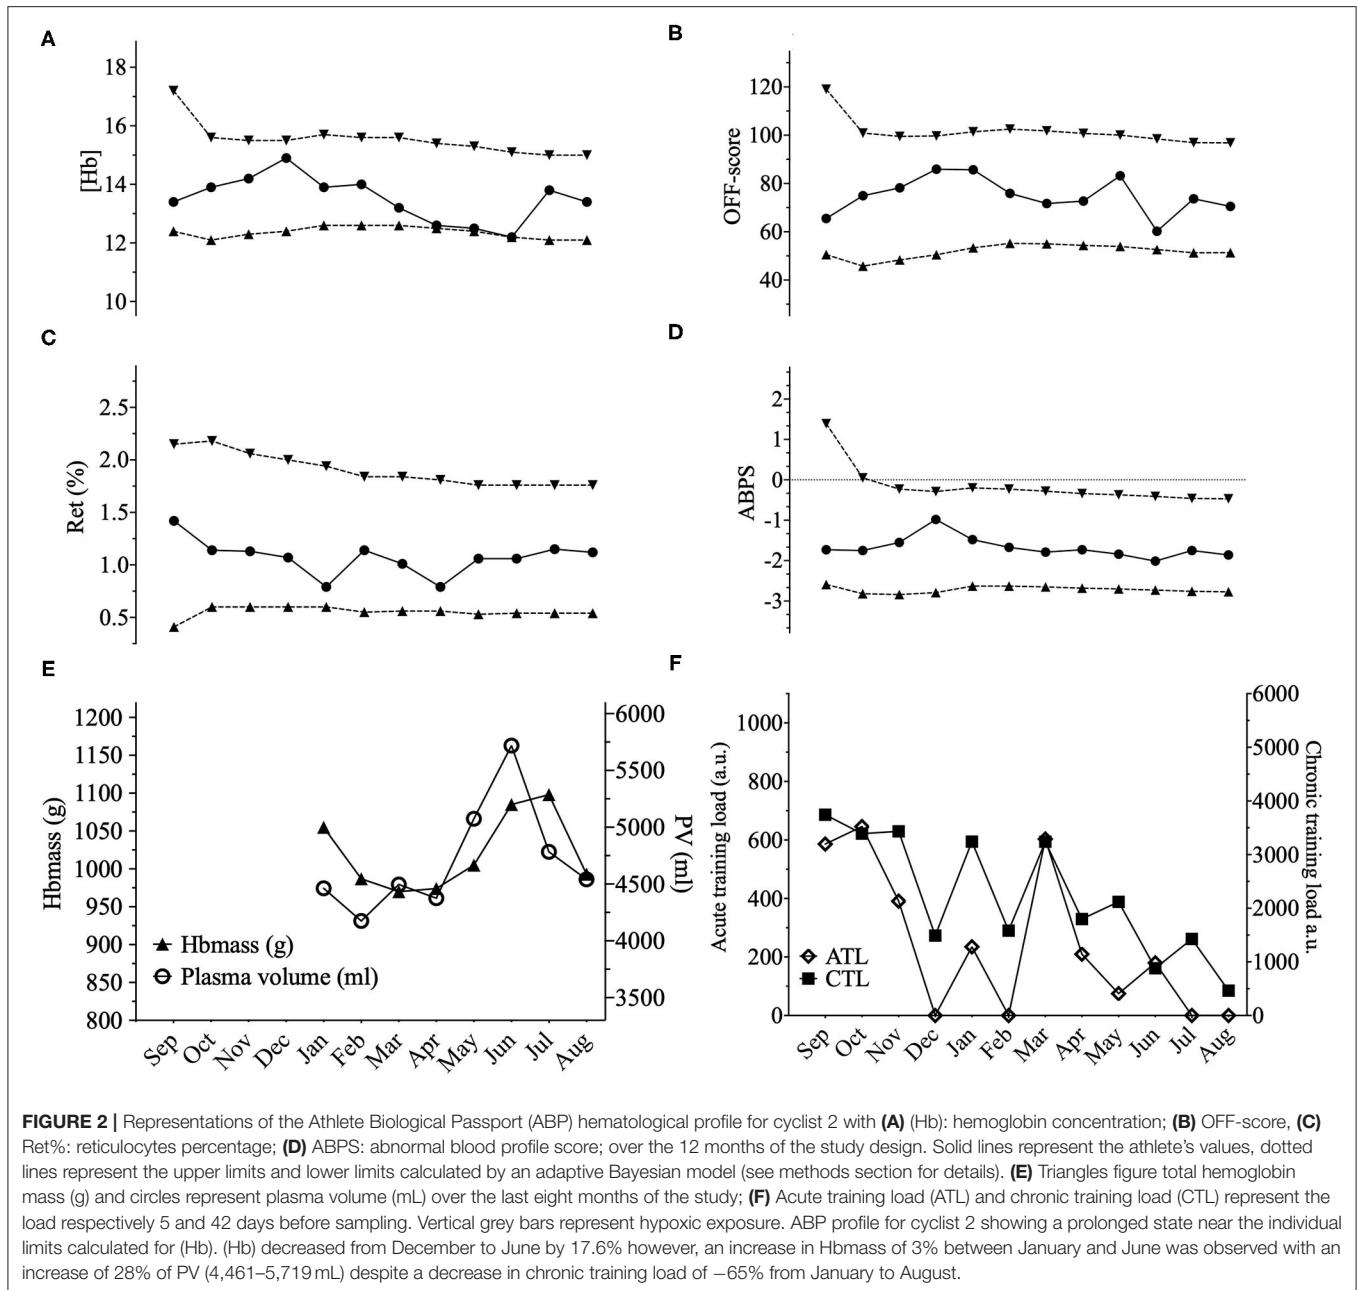 A
[Hb]
18
16
14
12
10
B
OFF-score
120
100
80
60
40
C
Ret (%)
2.5
2.0
1.5
1.0
0.5
D
ABPS
2
1
0
-1
-2
-3
E
Hbmass (g)
1200
1150
1100
1050
1000
950
900
850
800
6000
5500
5000
4500
4000
3500
PV (ml)
Hbmass (g)
Plasma volume (ml)
Sep Oct Nov Dec Jan Feb Mar Apr May Jun Jul Aug
F
Acute training load (a.u.)
1000
800
600
400
200
0
6000
5000
4000
3000
2000
1000
0
Chronic training
load a.u.
ATL
CTL
Sep Oct Nov Dec Jan Feb Mar Apr May Jun Jul Aug
FIGURE 2 | Representations of the Athlete Biological Passport (ABP) hematological profile for cyclist 2 with (A) (Hb): hemoglobin concentration; (B) OFF-score, (C)
Ret%: reticulocytes percentage; (D) ABPS: abnormal blood profile score; over the 12 months of the study design. Solid lines represent the athlete's values, dotted
lines represent the upper limits and lower limits calculated by an adaptive Bayesian model (see methods section for details). (E) Triangles figure total hemoglobin
mass (g) and circles represent plasma volume (mL) over the last eight months of the study; (F) Acute training load (ATL) and chronic training load (CTL) represent the
load respectively 5 and 42 days before sampling. Vertical grey bars represent hypoxic exposure. ABP profile for cyclist 2 showing a prolonged state near the individual
limits calculated for (Hb). (Hb) decreased from December to June by 17.6% however, an increase in Hbmass of 3% between January and June was observed with an
increase of 28% of PV (4,461–5,719 mL) despite a decrease in chronic training load of −65% from January to August.